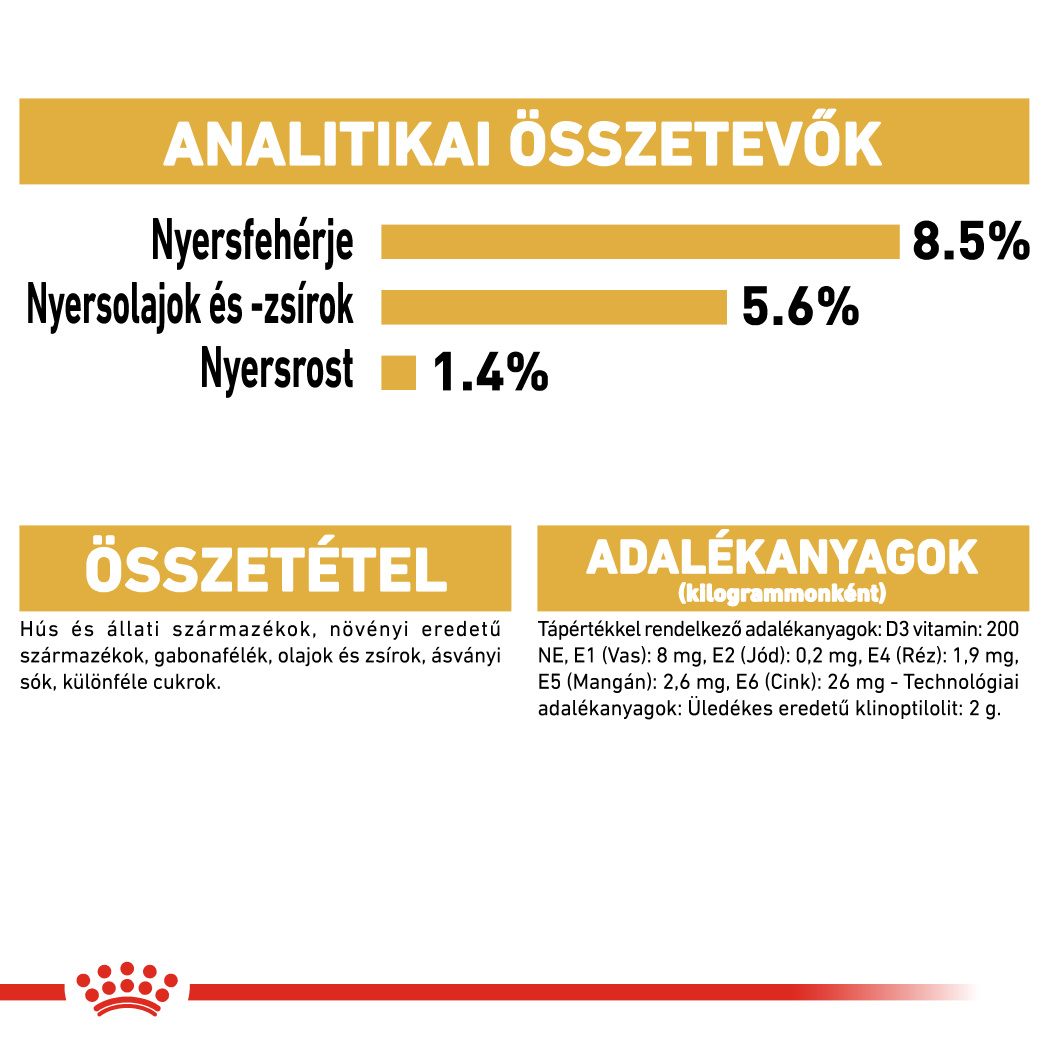 ANALITIKAI ÖSSZETEVŐK
Nyersfehérje 8.5%
Nyersolajok és -zsírok 5.6%
Nyersrost 1.4%
ÖSSZETÉTEL
Hús és állati származékok, növényi eredetű
származékok, gabonafélék, olajok és zsírok, ásványi
sók, különféle cukrok.
ADALÉKANYAGOK
(kilogrammonként)
Tápértékkel rendelkező adalékanyagok: D3 vitamin: 200
NE, E1 (Vas): 8 mg, E2 (Jód): 0,2 mg, E4 (Réz): 1,9 mg,
E5 (Mangán): 2,6 mg, E6 (Cink): 26 mg - Technológiai
adalékanyagok: Üledékes eredetű klinoptilolit: 2 g.